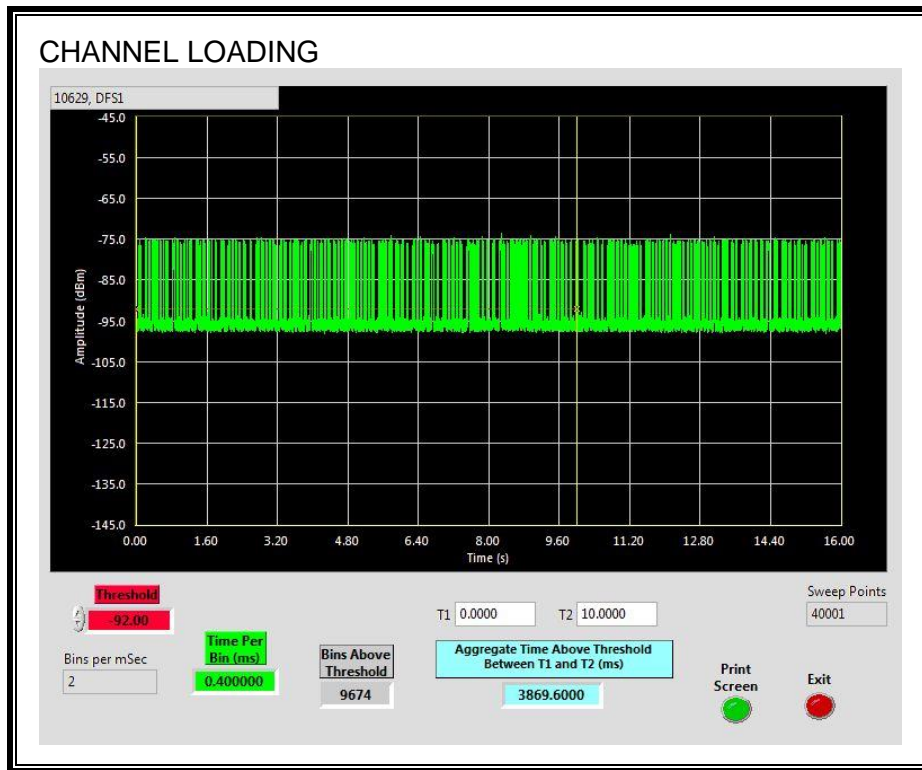 CHANNEL LOADING
10629, DFS1
-45.0
-55.0
-65.0
-75.0
-85.0
-95.0
-105.0
-115.0
-125.0
-135.0
-145.0
Amplitude (dBm)
0.00 1.60 3.20 4.80 6.40 8.00 9.60 11.20 12.80 14.40 16.00
Time (s)
Threshold
-92.00
Bins per mSec
2
Time Per
Bin (ms)
0.400000
Bins Above
Threshold
9674
T1 0.0000 T2 10.0000
Aggregate Time Above Threshold
Between T1 and T2 (ms)
3869.6000
Sweep Points
40001
Print
Screen
Exit